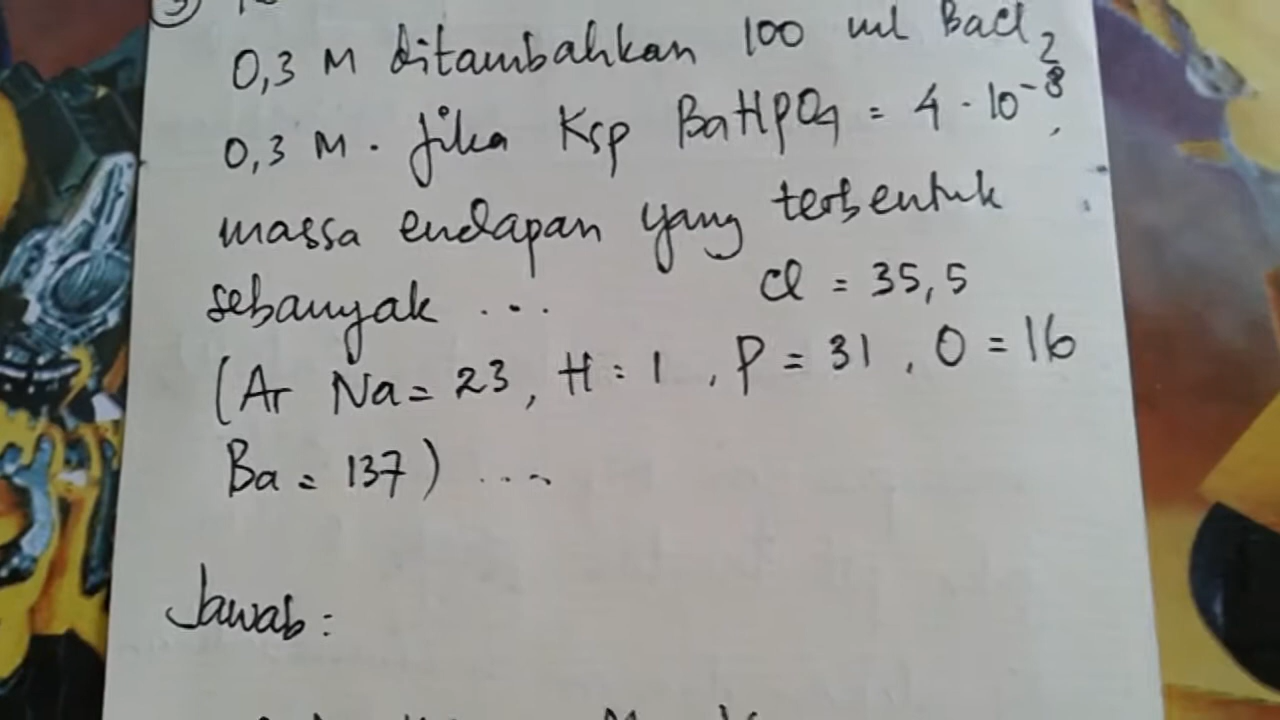 3
0,3 M ditambahkan 100 ml BaCl2
0,3 M. Jika Ksp BaHPO4 = 4 · 10⁻⁸,
massa endapan yang terbentuk
sebanyak ... Cl = 35,5
(Ar Na = 23, H = 1, P = 31, O = 16
Ba = 137) ....
Jawab: